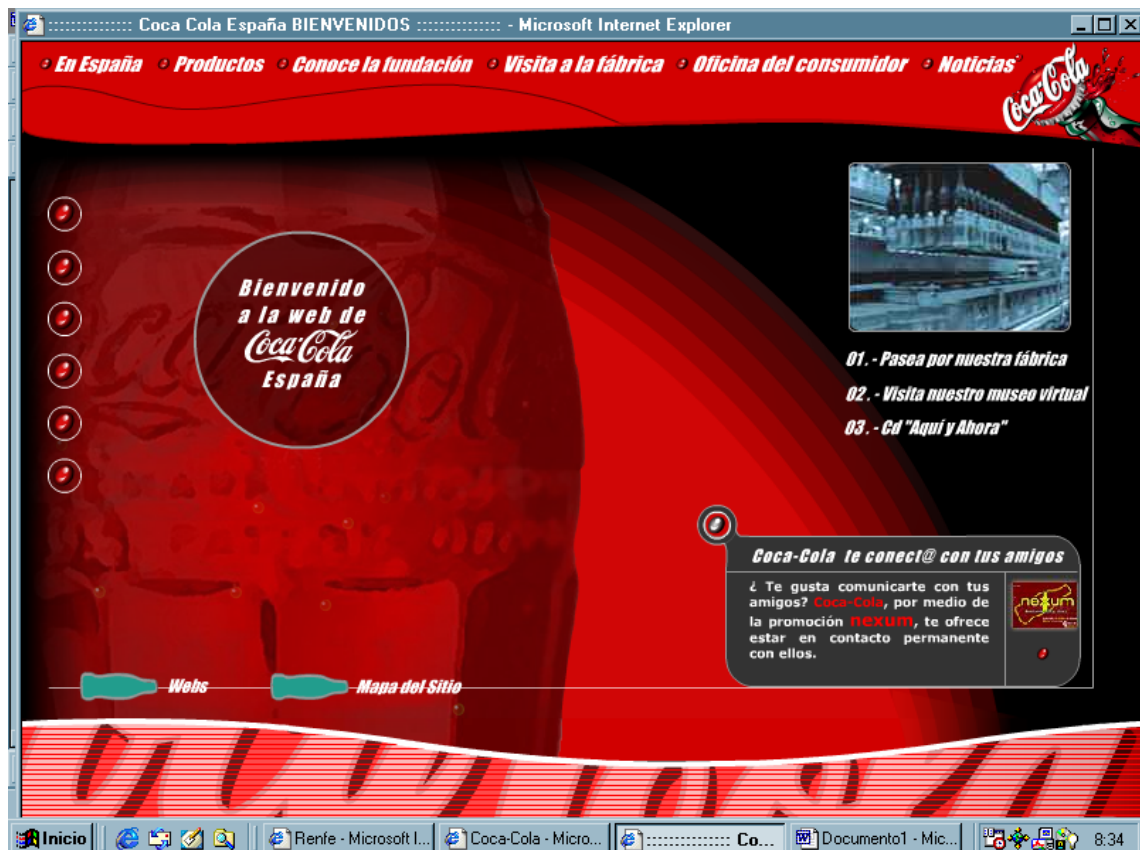 :::::::::::::: Coca Cola España BIENVENIDOS :::::::::::::: - Microsoft Internet Explorer
En España Productos Conoce la fundación Visita a la fábrica Oficina del consumidor Noticias
Coca-Cola
Bienvenido
a la web de
Coca-Cola
España
01. - Pasea por nuestra fábrica
02. - Visita nuestro museo virtual
03. - Cd "Aquí y Ahora"
Coca-Cola te conect@ con tus amigos
¿ Te gusta comunicarte con tus
amigos? Coca-Cola, por medio de
la promoción nexum, te ofrece
estar en contacto permanente
con ellos.
nexum
Webs Mapa del Sitio
Inicio Renfe - Microsoft I... Coca-Cola - Micro... :::::::::::::: Co... Documento1 - Mic... 8:34